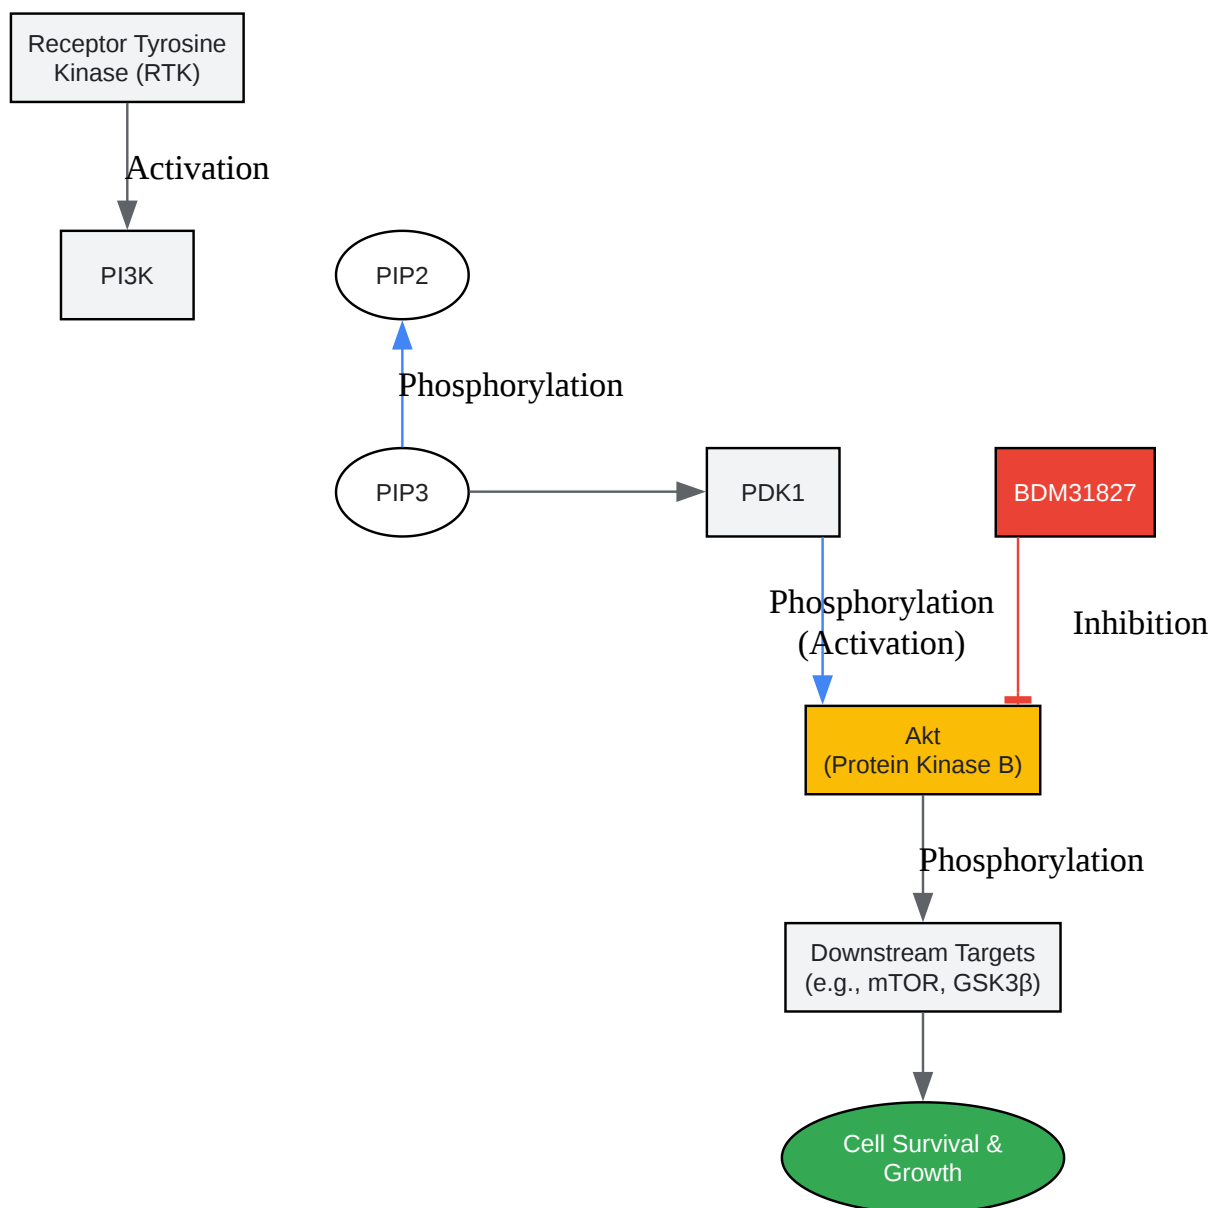 Receptor Tyrosine
Kinase (RTK)
Activation
PI3K
PIP2
Phosphorylation
PIP3
PDK1
BDM31827
Phosphorylation
(Activation)
Inhibition
Akt
(Protein Kinase B)
Phosphorylation
Downstream Targets
(e.g., mTOR, GSK3β)
Cell Survival &
Growth